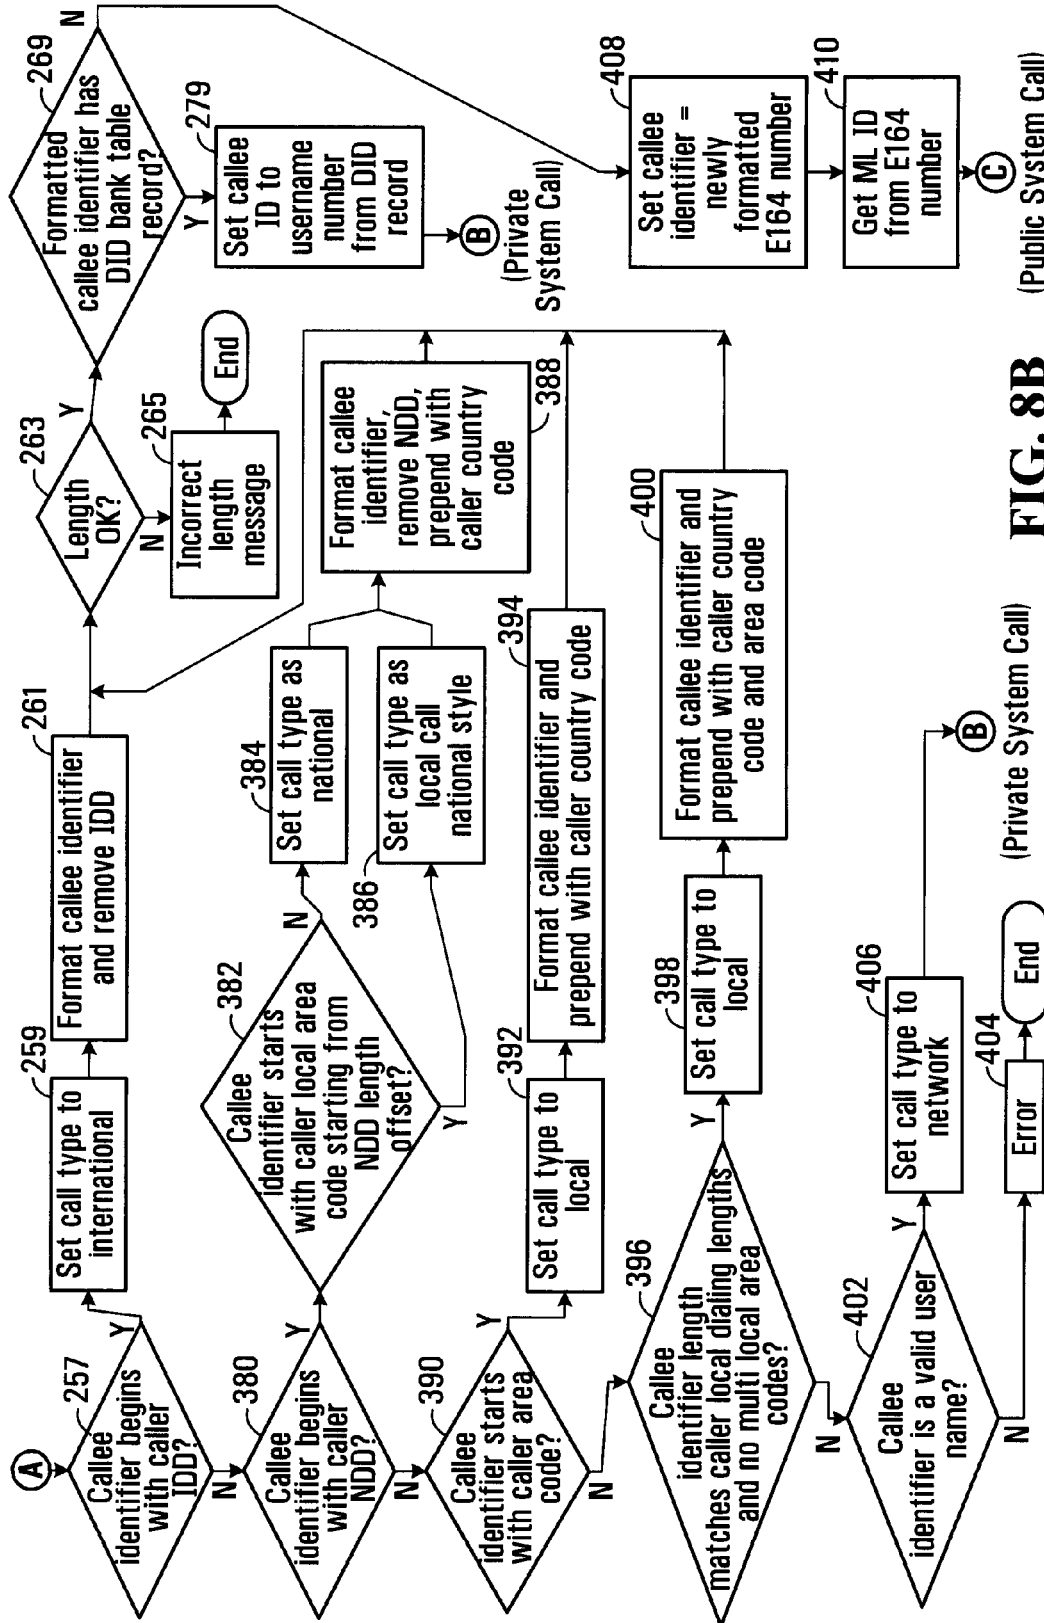 A
257
Callee
identifier begins
with caller
IDD?
Y
N
259
Set call type to
international
261
Format callee identifier
and remove IDD
263
Length
OK?
Y
N
265
Incorrect
length
message
End
269
Formatted
callee identifier has
DID bank table
record?
N
Y
279
Set callee
ID to
username
number
from DID
record
B
(Private
System Call)
380
Callee
identifier begins
with caller
NDD?
Y
N
382
Callee
identifier starts
with caller local area
code starting from
NDD length
offset?
N
Y
384
Set call type as
national
386
Set call type as
local call
national style
Format callee
identifier,
remove NDD,
prepend with
caller country
code
388
390
Callee
identifier starts
with caller area
code?
Y
N
392
Set call type to
local
394
Format callee identifier and
prepend with caller country code
396
Callee
identifier length
matches caller local dialing lengths
and no multi local area
codes?
Y
N
398
Set call type to
local
400
Format callee identifier and
prepend with caller country
code and area code
402
Callee
identifier is a valid user
name?
Y
N
406
Set call type to
network
404
Error
End
B
(Private System Call)
408
Set callee
identifier =
newly
formatted
E164 number
410
Get ML ID
from E164
number
C
(Public System Call)
FIG. 8B